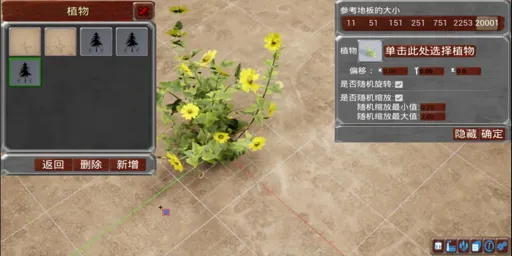 植物
返回 删除 新增
参考地板的大小
11 51 151 251 751 2253 20001
植物 单击此处选择植物
偏移：
是否随机旋转
是否随机缩放
随机缩放最小值:
随机缩放最大值:
隐藏 确定